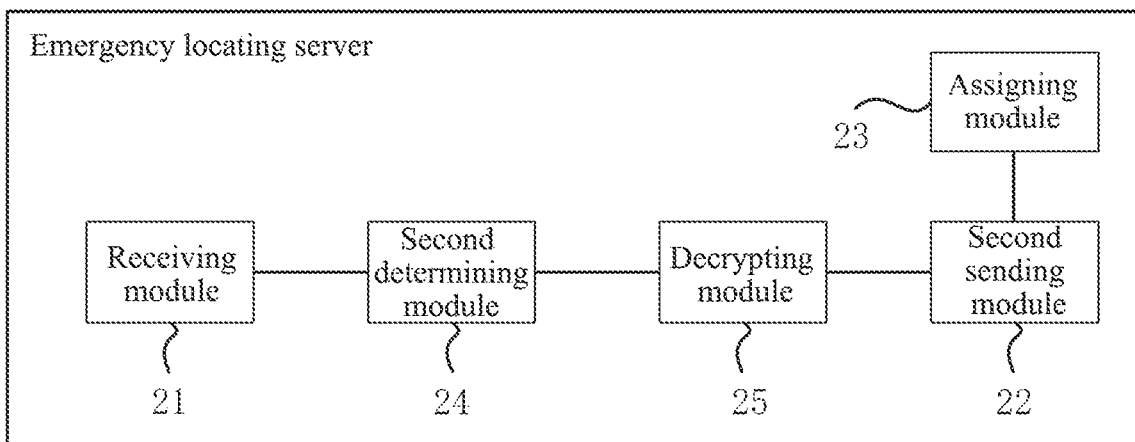 Emergency locating server
Assigning
module
23
Receiving
module
Second
determining
module
Decrypting
module
Second
sending
module
21
24
25
22